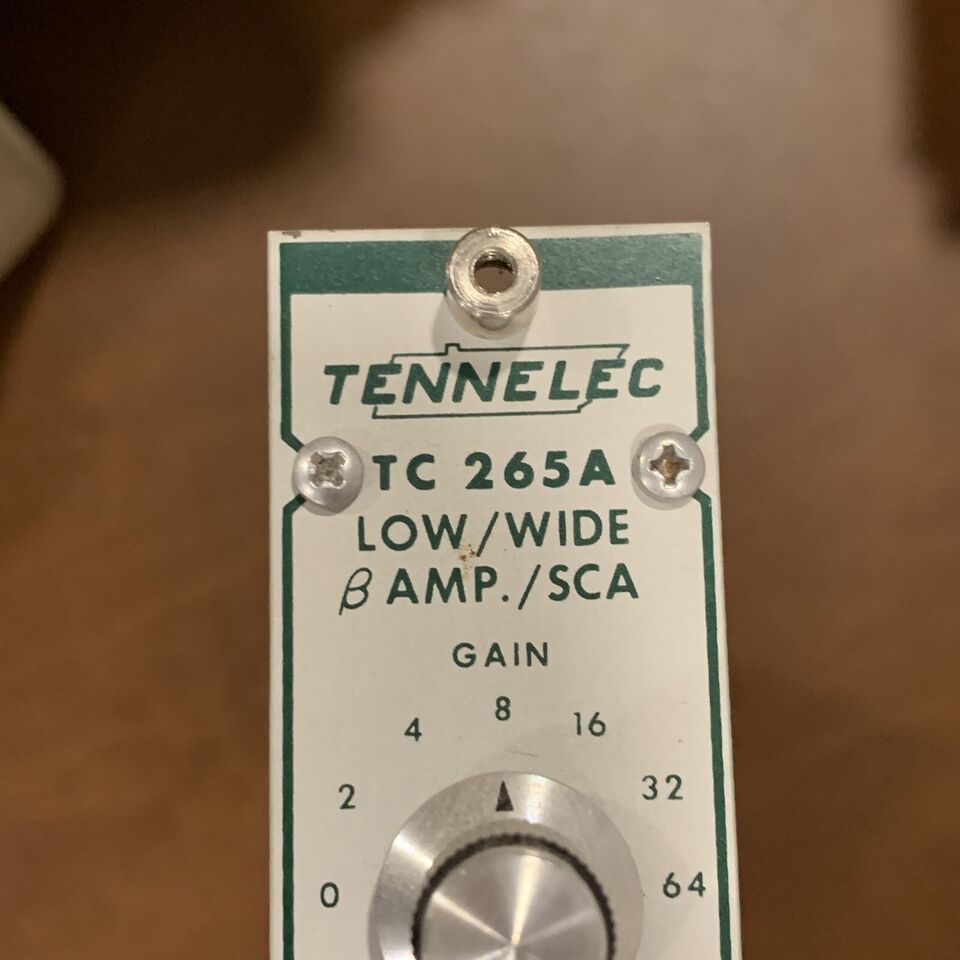 TENNELEC
TC 265A
LOW/WIDE
β AMP./SCA
GAIN
0 2 4 8 16 32 64